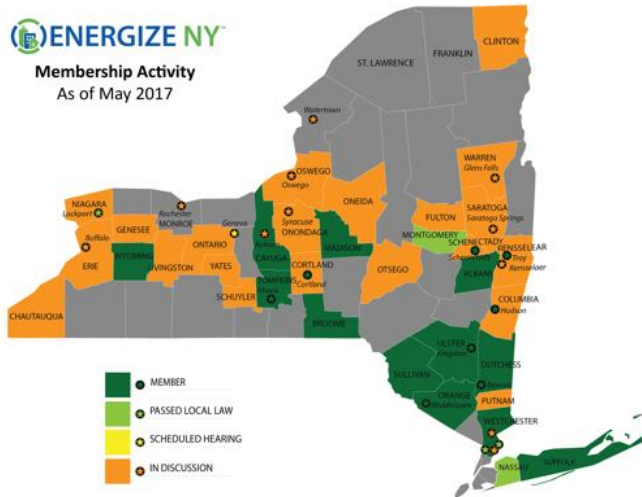 ENERGIZE NY™
Membership Activity
As of May 2017
CLINTON
FRANKLIN
ST. LAWRENCE
Watertown
WARREN
Glens Falls
OSWEGO
Oswego
ONEIDA
SARATOGA
Saratoga Springs
FULTON
NIAGARA
Lockport
Rochester
MONROE
Geneva
GENESEE
ONTARIO
Syracuse
ONONDAGA
Auburn
CAYUGA
MADISON
MONTGOMERY
SCHENECTADY
Schenectady
RENSSELEAR
Troy
Rensselaer
Buffalo
ERIE
WYOMING
LIVINGSTON
YATES
CORTLAND
Cortland
OTSEGO
ALBANY
TOMPKINS
Ithaca
SCHUYLER
COLUMBIA
Hudson
CHAUTAUQUA
BROOME
ULSTER
Kingston
DUTCHESS
SULLIVAN
ORANGE
Middletown
Beacon
PUTNAM
WESTCHESTER
NASSAU
SUFFOLK
MEMBER
PASSED LOCAL LAW
SCHEDULED HEARING
IN DISCUSSION